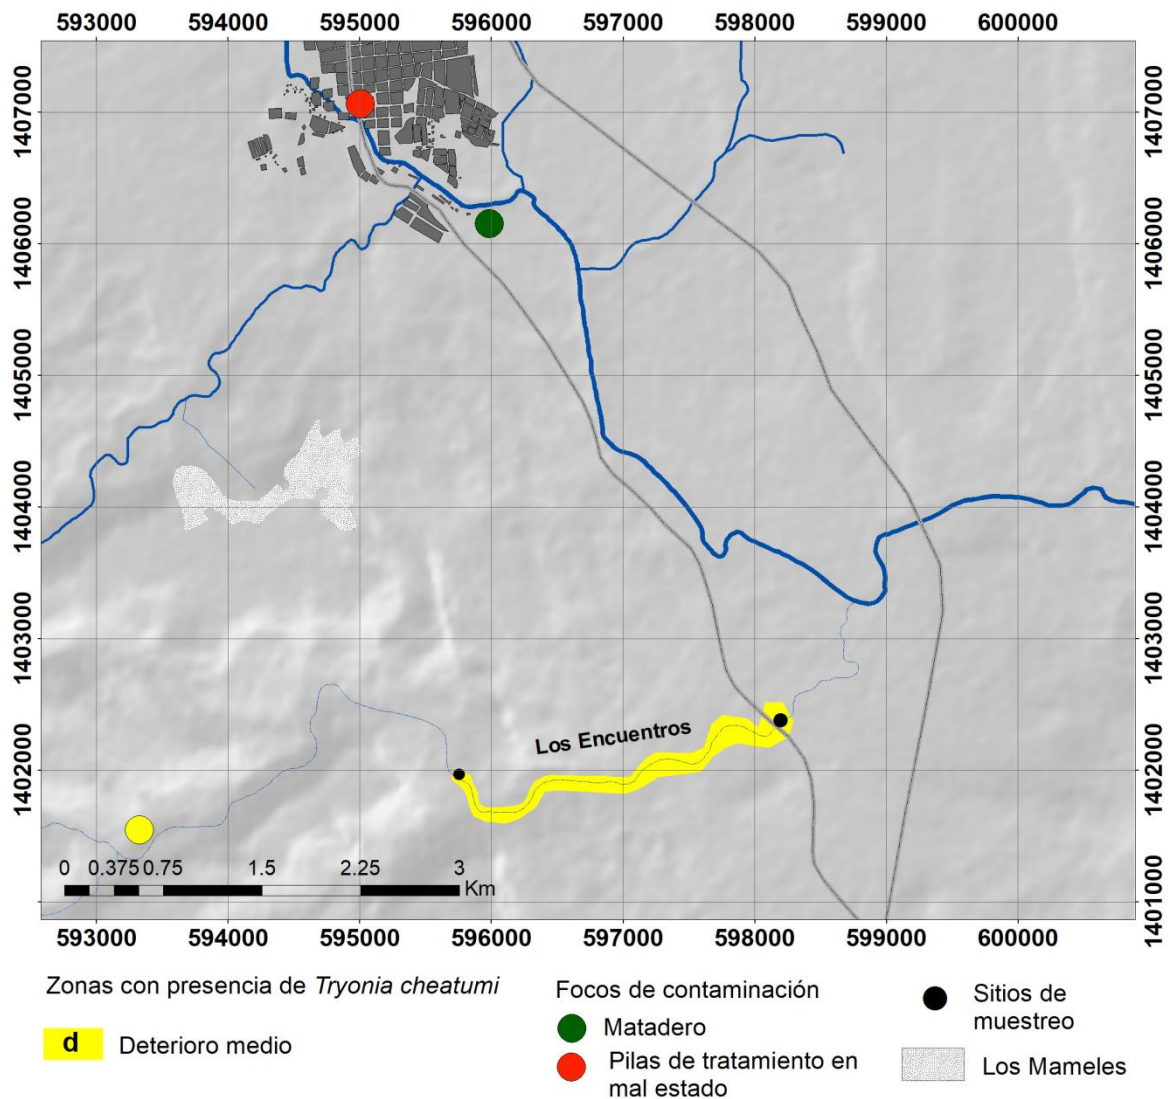 593000 594000 595000 596000 597000 598000 599000 600000
1407000 1407000
1406000 1406000
1405000 1405000
1404000 1404000
1403000 1403000
Los Encuentros
1402000 1402000
0 0.375 0.75 1.5 2.25 3
Km
1401000 1401000
593000 594000 595000 596000 597000 598000 599000 600000
Zonas con presencia de Tryonia cheatumi
d Deterioro medio
Focos de contaminación
Matadero
Pilas de tratamiento en
mal estado
Sitios de
muestreo
Los Mameles